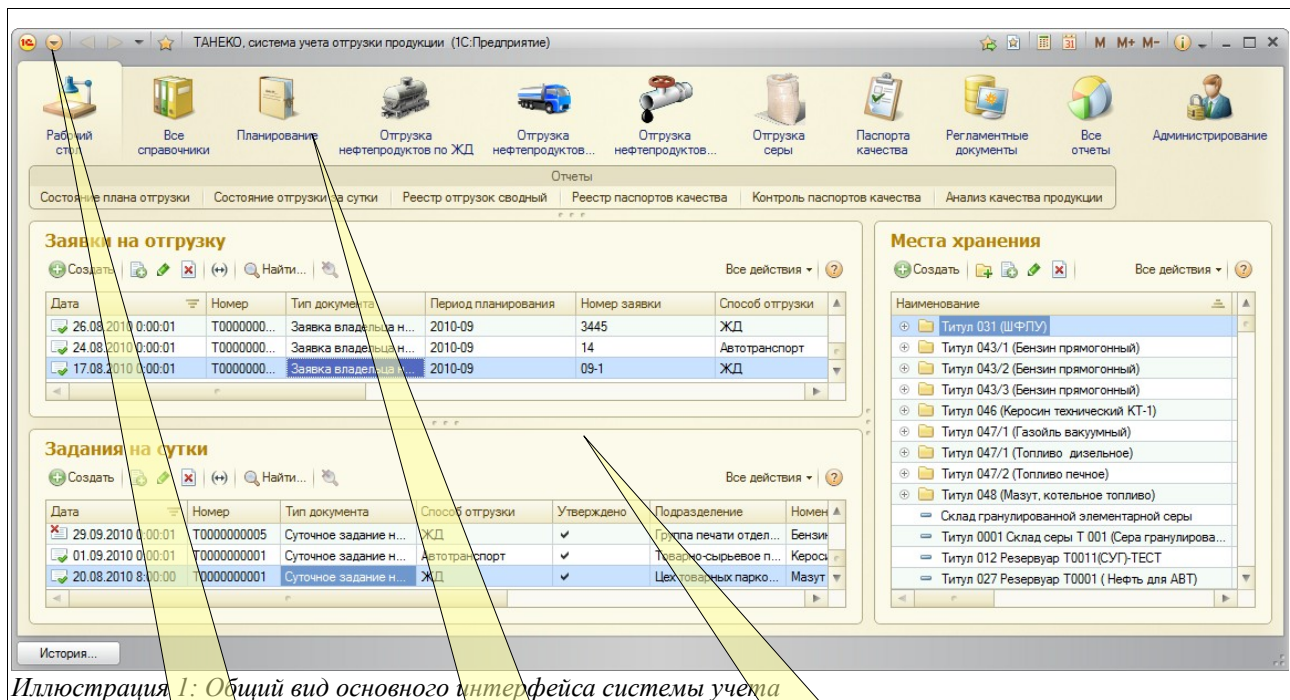 ТАНЕКО, система учета отгрузки продукции (1С:Предприятие)
M M+ M-
Рабочий стол
Все справочники
Планирование
Отгрузка нефтепродуктов по ЖД
Отгрузка нефтепродуктов...
Отгрузка нефтепродуктов...
Отгрузка серы
Паспорта качества
Регламентные документы
Все отчеты
Администрирование
Отчеты
Состояние плана отгрузки Состояние отгрузки за сутки Реестр отгрузок сводный Реестр паспортов качества Контроль паспортов качества Анализ качества продукции
Заявки на отгрузку
Создать Найти... Все действия
Дата Номер Тип документа Период планирования Номер заявки Способ отгрузки
26.08.2010 0:00:01 Т0000000... Заявка владельца н... 2010-09 3445 ЖД
24.08.2010 0:00:01 Т0000000... Заявка владельца н... 2010-09 14 Автотранспорт
17.08.2010 0:00:01 Т0000000... Заявка владельца н... 2010-09 09-1 ЖД
Задания на сутки
Создать Найти... Все действия
Дата Номер Тип документа Способ отгрузки Утверждено Подразделение Номен
29.09.2010 0:00:01 Т0000000005 Суточное задание н... ЖД Группа печати отдел... Бензин
01.09.2010 0:00:01 Т0000000001 Суточное задание н... Автотранспорт Товарно-сырьевое п... Кероси
20.08.2010 8:00:00 Т0000000001 Суточное задание н... ЖД Цех товарных парко... Мазут
Места хранения
Создать Все действия
Наименование
Титул 031 (ШФПУ)
Титул 043/1 (Бензин прямогонный)
Титул 043/2 (Бензин прямогонный)
Титул 043/3 (Бензин прямогонный)
Титул 046 (Керосин технический КТ-1)
Титул 047/1 (Газойль вакуумный)
Титул 047/1 (Топливо дизельное)
Титул 047/2 (Топливо печное)
Титул 048 (Мазут, котельное топливо)
Склад гранулированной элементарной серы
Титул 0001 Склад серы Т 001 (Сера гранулирова...
Титул 012 Резервуар Т0011(СУГ)-ТЕСТ
Титул 027 Резервуар Т0001 ( Нефть для АВТ)
История...
Иллюстрация 1: Общий вид основного интерфейса системы учета